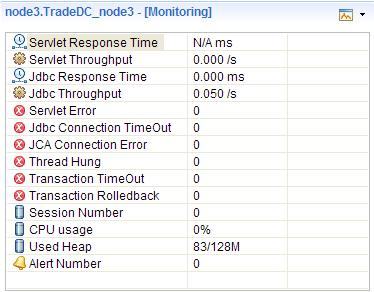 node3.TradeDC_node3 - [Monitoring]
Servlet Response Time N/A ms
Servlet Throughput 0.000 /s
Jdbc Response Time 0.000 ms
Jdbc Throughput 0.050 /s
Servlet Error 0
Jdbc Connection TimeOut 0
JCA Connection Error 0
Thread Hung 0
Transaction TimeOut 0
Transaction Rolledback 0
Session Number 0
CPU usage 0%
Used Heap 83/128M
Alert Number 0